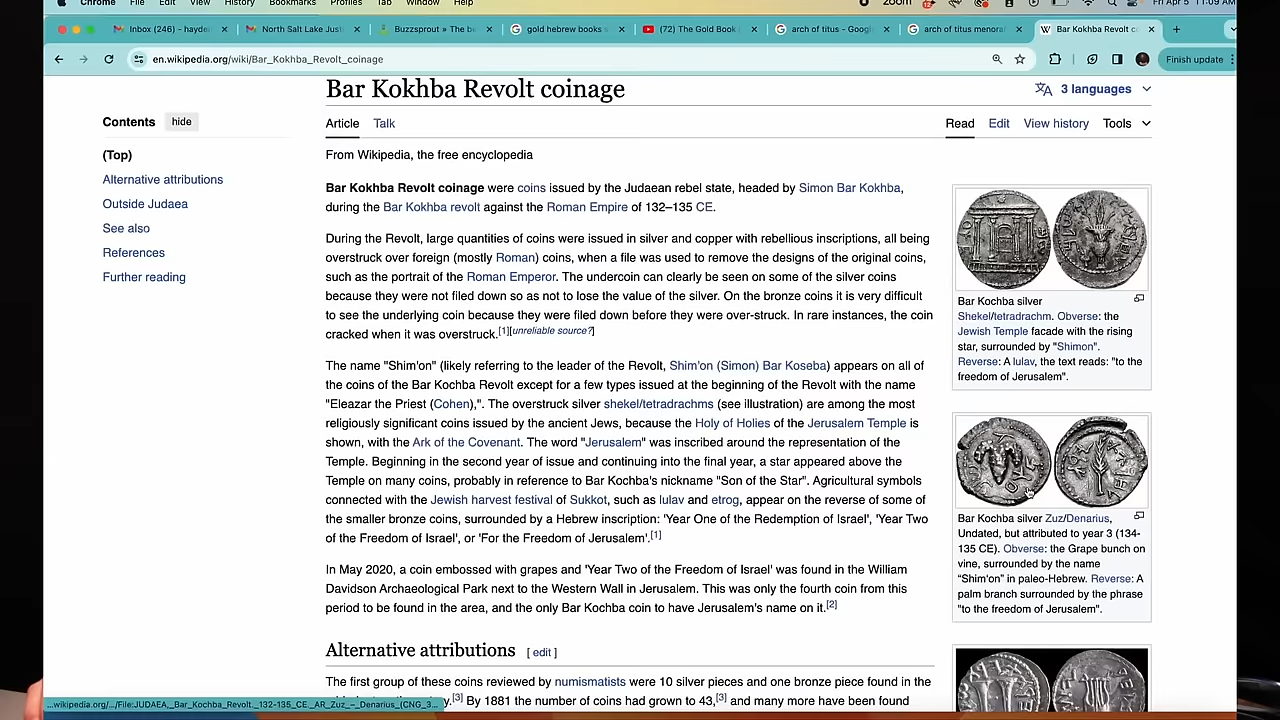 Chrome File Edit View History Bookmarks Profiles Tab Window Help
zoom Fri Apr 5 11:09 AM
Inbox (246) - hayde
North Salt Lake Just
Buzzsprout » The be
gold hebrew books s
(72) The Gold Book
arch of titus - Googl
arch of titus menora
Bar Kokhba Revolt c
en.wikipedia.org/wiki/Bar_Kokhba_Revolt_coinage
Finish update
Bar Kokhba Revolt coinage
3 languages
Contents hide
(Top)
Alternative attributions
Outside Judaea
See also
References
Further reading
Article Talk
Read Edit View history Tools
From Wikipedia, the free encyclopedia
Bar Kokhba Revolt coinage were coins issued by the Judaean rebel state, headed by Simon Bar Kokhba,
during the Bar Kokhba revolt against the Roman Empire of 132–135 CE.
During the Revolt, large quantities of coins were issued in silver and copper with rebellious inscriptions, all being
overstruck over foreign (mostly Roman) coins, when a file was used to remove the designs of the original coins,
such as the portrait of the Roman Emperor. The undercoin can clearly be seen on some of the silver coins
because they were not filed down so as not to lose the value of the silver. On the bronze coins it is very difficult
to see the underlying coin because they were filed down before they were over-struck. In rare instances, the coin
cracked when it was overstruck.[1][unreliable source?]
The name "Shim'on" (likely referring to the leader of the Revolt, Shim'on (Simon) Bar Koseba) appears on all of
the coins of the Bar Kochba Revolt except for a few types issued at the beginning of the Revolt with the name
"Eleazar the Priest (Cohen),". The overstruck silver shekel/tetradrachms (see illustration) are among the most
religiously significant coins issued by the ancient Jews, because the Holy of Holies of the Jerusalem Temple is
shown, with the Ark of the Covenant. The word "Jerusalem" was inscribed around the representation of the
Temple. Beginning in the second year of issue and continuing into the final year, a star appeared above the
Temple on many coins, probably in reference to Bar Kochba's nickname "Son of the Star". Agricultural symbols
connected with the Jewish harvest festival of Sukkot, such as lulav and etrog, appear on the reverse of some of
the smaller bronze coins, surrounded by a Hebrew inscription: 'Year One of the Redemption of Israel', 'Year Two
of the Freedom of Israel', or 'For the Freedom of Jerusalem'.[1]
In May 2020, a coin embossed with grapes and 'Year Two of the Freedom of Israel' was found in the William
Davidson Archaeological Park next to the Western Wall in Jerusalem. This was only the fourth coin from this
period to be found in the area, and the only Bar Kochba coin to have Jerusalem's name on it.[2]
Alternative attributions [ edit ]
The first group of these coins reviewed by numismatists were 10 silver pieces and one bronze piece found in the
y.[3] By 1881 the number of coins had grown to 43,[3] and many more have been found
Bar Kochba silver
Shekel/tetradrachm. Obverse: the
Jewish Temple facade with the rising
star, surrounded by "Shimon".
Reverse: A lulav, the text reads: "to the
freedom of Jerusalem".
Bar Kochba silver Zuz/Denarius,
Undated, but attributed to year 3 (134-
135 CE). Obverse: the Grape bunch on
vine, surrounded by the name
"Shim'on" in paleo-Hebrew. Reverse: A
palm branch surrounded by the phrase
"to the freedom of Jerusalem".
...wikipedia.org/.../File:JUDAEA,_Bar_Kochba_Revolt._132-135_CE._AR_Zuz_–_Denarius_(CNG_3...